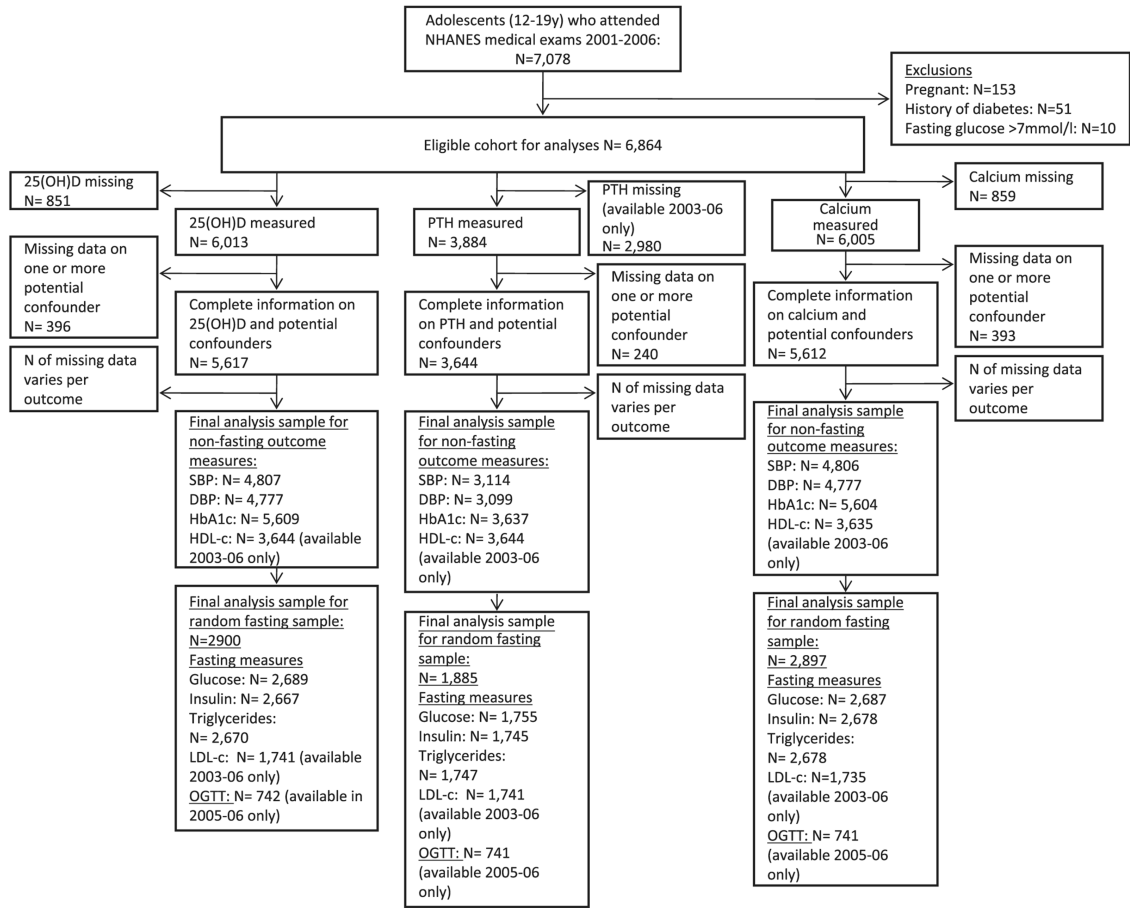 Adolescents (12-19y) who attended
NHANES medical exams 2001-2006:
N=7,078
Exclusions
Pregnant: N=153
History of diabetes: N=51
Fasting glucose >7mmol/l: N=10
Eligible cohort for analyses N= 6,864
25(OH)D missing
N= 851
25(OH)D measured
N= 6,013
Missing data on
one or more
potential
confounder
N= 396
Complete information on
25(OH)D and potential
confounders
N= 5,617
N of missing data
varies per
outcome
Final analysis sample for
non-fasting outcome
measures:
SBP: N= 4,807
DBP: N= 4,777
HbA1c: N= 5,609
HDL-c: N= 3,644 (available
2003-06 only)
Final analysis sample for
random fasting sample:
N=2900
Fasting measures
Glucose: N= 2,689
Insulin: N= 2,667
Triglycerides:
N= 2,670
LDL-c: N= 1,741 (available
2003-06 only)
OGTT: N= 742 (available in
2005-06 only)
PTH missing
(available 2003-06
only)
N= 2,980
PTH measured
N= 3,884
Missing data on
one or more
potential
confounder
N= 240
Complete information
on PTH and potential
confounders
N= 3,644
N of missing data
varies per
outcome
Final analysis sample
for non-fasting
outcome measures:
SBP: N= 3,114
DBP: N= 3,099
HbA1c: N= 3,637
HDL-c: N= 3,644
(available 2003-06
only)
Final analysis sample
for random fasting
sample:
N= 1,885
Fasting measures
Glucose: N= 1,755
Insulin: N= 1,745
Triglycerides:
N= 1,747
LDL-c: N= 1,741
(available 2003-06
only)
OGTT: N= 741
(available 2005-06
only)
Calcium missing
N= 859
Calcium
measured
N= 6,005
Missing data on
one or more
potential
confounder
N= 393
Complete information
on calcium and
potential confounders
N= 5,612
N of missing data
varies per
outcome
Final analysis sample
for non-fasting
outcome measures:
SBP: N= 4,806
DBP: N= 4,777
HbA1c: N= 5,604
HDL-c: N= 3,635
(available 2003-06
only)
Final analysis sample
for random fasting
sample:
N= 2,897
Fasting measures
Glucose: N= 2,687
Insulin: N= 2,678
Triglycerides:
N= 2,678
LDL-c: N=1,735
(available 2003-06
only)
OGTT: N= 741
(available 2005-06
only)